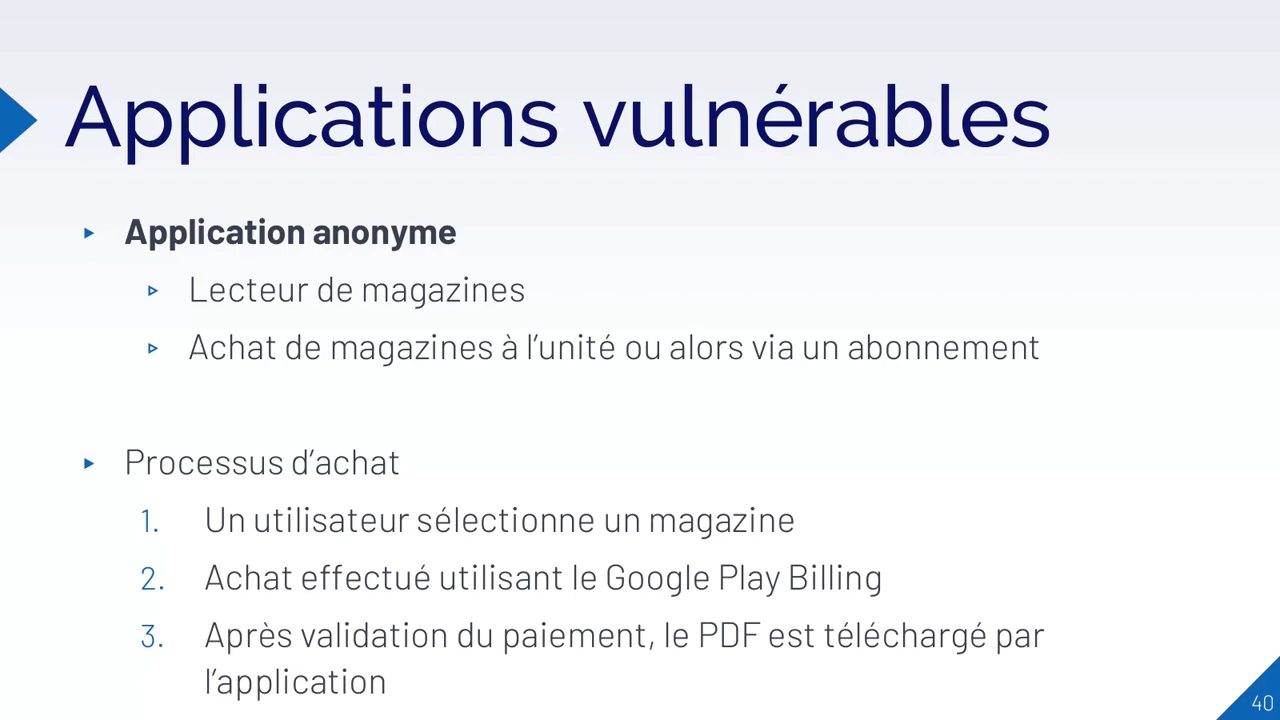 Applications vulnérables
Application anonyme
Lecteur de magazines
Achat de magazines à l’unité ou alors via un abonnement
Processus d’achat
1. Un utilisateur sélectionne un magazine
2. Achat effectué utilisant le Google Play Billing
3. Après validation du paiement, le PDF est téléchargé par
l’application
40